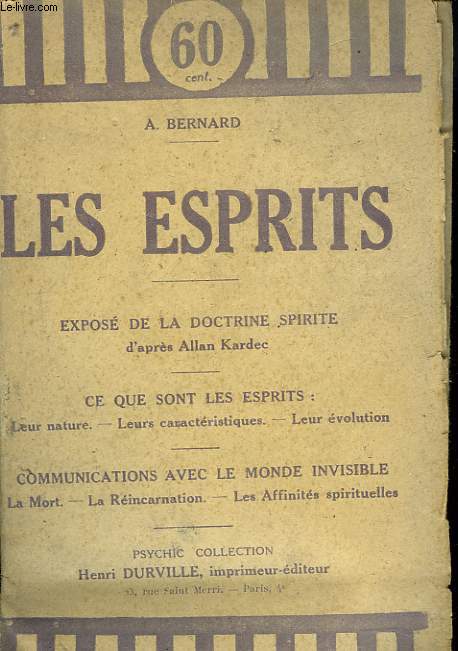 Le-livre.com
60
cent.
A. BERNARD
LES ESPRITS
EXPOSÉ DE LA DOCTRINE SPIRITE
d'après Allan Kardec
CE QUE SONT LES ESPRITS :
Leur nature. — Leurs caractéristiques. — Leur évolution
COMMUNICATIONS AVEC LE MONDE INVISIBLE
La Mort. — La Réincarnation. — Les Affinités spirituelles
PSYCHIC COLLECTION
Henri DURVILLE, imprimeur-éditeur
rue Saint Merri. — Paris, 4e